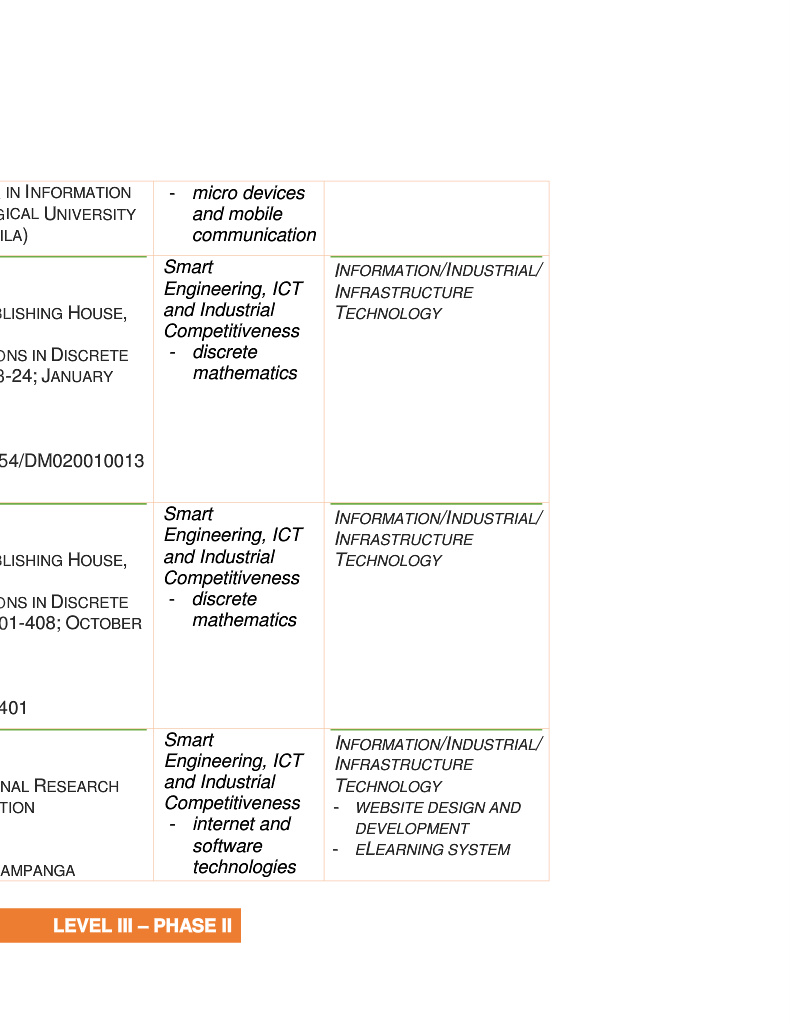 IN INFORMATION
GICAL UNIVERSITY
ILA)
- micro devices
and mobile
communication
LISHING HOUSE,
ONS IN DISCRETE
3-24; JANUARY
54/DM020010013
Smart
Engineering, ICT
and Industrial
Competitiveness
- discrete
mathematics
INFORMATION/INDUSTRIAL/
INFRASTRUCTURE
TECHNOLOGY
LISHING HOUSE,
ONS IN DISCRETE
01-408; OCTOBER
401
Smart
Engineering, ICT
and Industrial
Competitiveness
- discrete
mathematics
INFORMATION/INDUSTRIAL/
INFRASTRUCTURE
TECHNOLOGY
NAL RESEARCH
TION
AMPANGA
Smart
Engineering, ICT
and Industrial
Competitiveness
- internet and
software
technologies
INFORMATION/INDUSTRIAL/
INFRASTRUCTURE
TECHNOLOGY
- WEBSITE DESIGN AND
DEVELOPMENT
- ELEARNING SYSTEM
LEVEL III – PHASE II